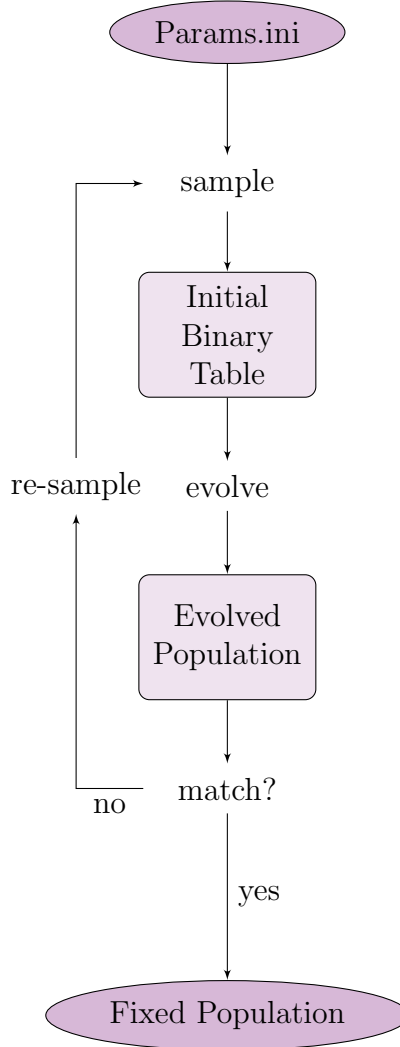 Params.ini
sample
Initial
Binary
Table
re-sample
evolve
Evolved
Population
match?
no
yes
Fixed Population